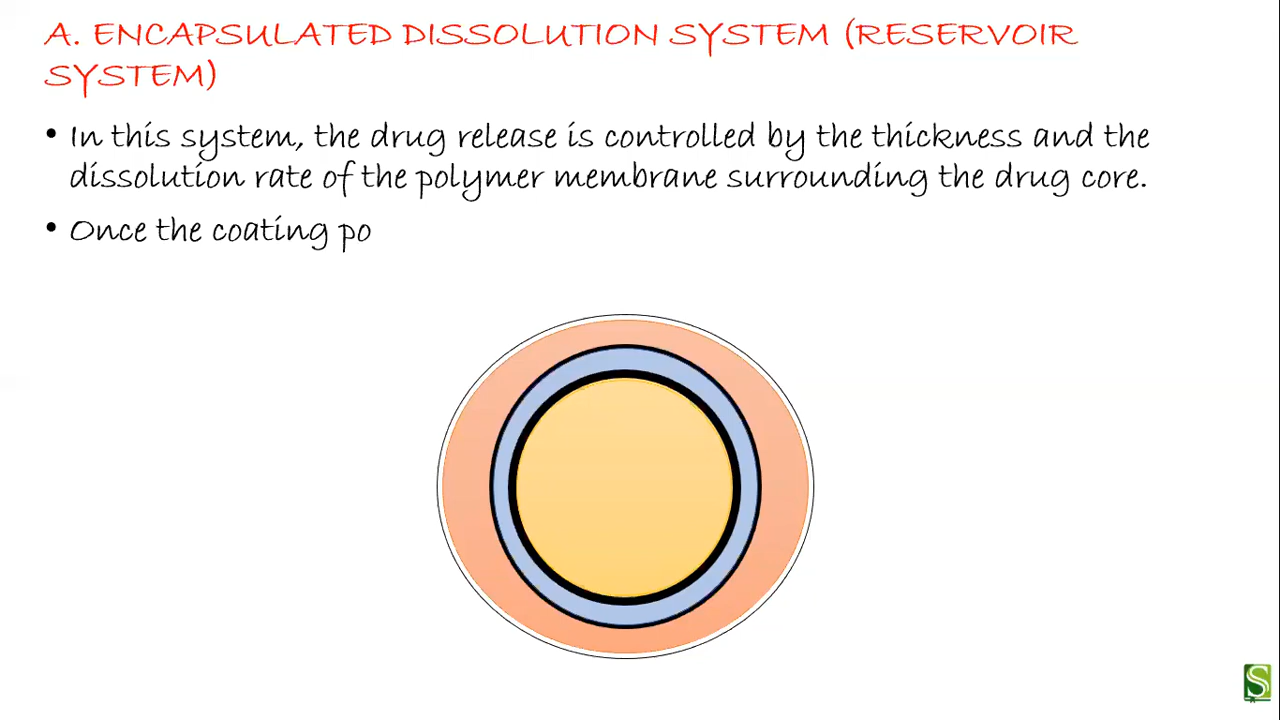 A. ENCAPSULATED DISSOLUTION SYSTEM (RESERVOIR
SYSTEM)
• In this system, the drug release is controlled by the thickness and the
dissolution rate of the polymer membrane surrounding the drug core.
• Once the coating po
S